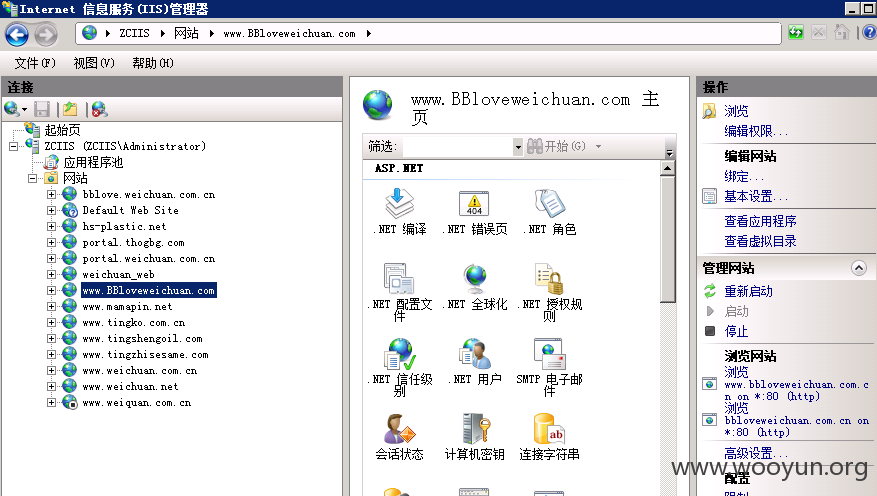 Internet 信息服务(IIS)管理器
ZCIIS 网站 www.BBloveweichuan.com
文件(F) 视图(V) 帮助(H)
连接
起始页
ZCIIS (ZCIIS\Administrator)
应用程序池
网站
bblove.weichuan.com.cn
Default Web Site
hs-plastic.net
portal.thogbg.com
portal.weichuan.com.cn
weichuan_web
www.BBloveweichuan.com
www.mamapin.net
www.tingko.com.cn
www.tingshengoil.com
www.tingzhisesame.com
www.weichuan.com.cn
www.weichuan.net
www.weiquan.com.cn
www.BBloveweichuan.com 主
页
筛选: 开始(G)
ASP.NET
.NET 编译 .NET 错误页 .NET 角色
404
.NET 配置文
件
.NET 全球化
.NET 授权规
则
.NET 信任级
别
.NET 用户
SMTP 电子邮
件
会话状态 计算机密钥 连接字符串
ab
操作
浏览
编辑权限...
编辑网站
绑定...
基本设置...
查看应用程序
查看虚拟目录
管理网站
重新启动
启动
停止
浏览网站
浏览
www.bbloveweichuan.com.c
n on *:80 (http)
浏览
bbloveweichuan.com.cn on
*:80 (http)
高级设置...
配置
www.wooyun.org